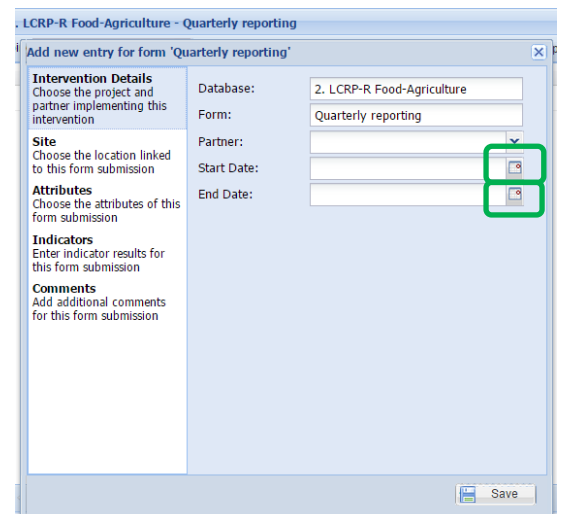 . LCRP-R Food-Agriculture - Quarterly reporting
Add new entry for form 'Quarterly reporting'
Intervention Details
Choose the project and
partner implementing this
intervention
Site
Choose the location linked
to this form submission
Attributes
Choose the attributes of this
form submission
Indicators
Enter indicator results for
this form submission
Comments
Add additional comments
for this form submission
Database:
2. LCRP-R Food-Agriculture
Form:
Quarterly reporting
Partner:
Start Date:
End Date:
Save